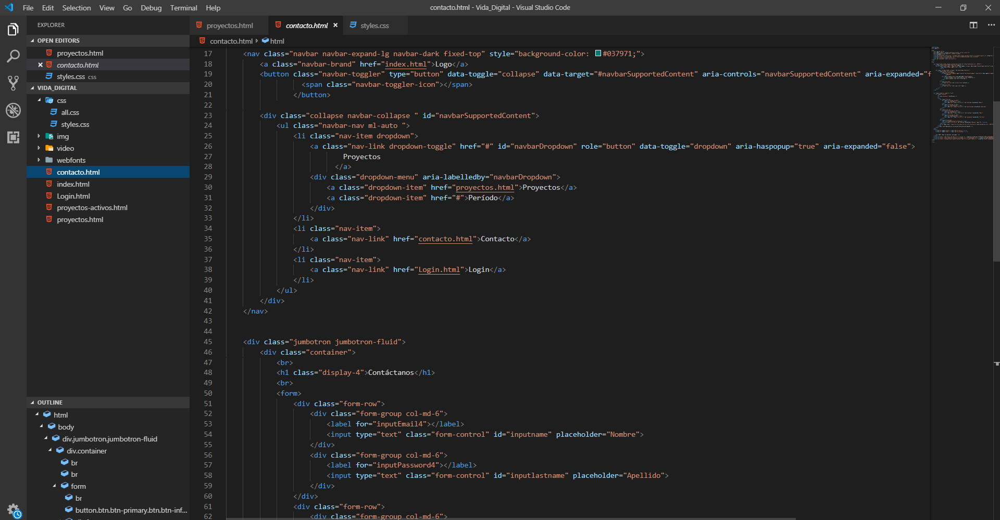 File Edit Selection View Go Debug Terminal Help
contacto.html - Vida_Digital - Visual Studio Code
EXPLORER
OPEN EDITORS
proyectos.html
contacto.html
styles.css css
VIDA_DIGITAL
css
all.css
styles.css
img
video
webfonts
contacto.html
index.html
Login.html
proyectos-activos.html
proyectos.html
OUTLINE
html
body
div.jumbotron.jumbotron-fluid
div.container
br
br
form
br
button.btn.btn-primary.btn.btn-inf...
proyectos.html contacto.html styles.css
contacto.html html
17 <nav class="navbar navbar-expand-lg navbar-dark fixed-top" style="background-color: #037971;">
18 <a class="navbar-brand" href="index.html">Logo</a>
19 <button class="navbar-toggler" type="button" data-toggle="collapse" data-target="#navbarSupportedContent" aria-controls="navbarSupportedContent" aria-expanded="f
20 <span class="navbar-toggler-icon"></span>
21 </button>
22
23 <div class="collapse navbar-collapse " id="navbarSupportedContent">
24 <ul class="navbar-nav ml-auto ">
25 <li class="nav-item dropdown">
26 <a class="nav-link dropdown-toggle" href="#" id="navbarDropdown" role="button" data-toggle="dropdown" aria-haspopup="true" aria-expanded="false">
27 Proyectos
28 </a>
29 <div class="dropdown-menu" aria-labelledby="navbarDropdown">
30 <a class="dropdown-item" href="proyectos.html">Proyectos</a>
31 <a class="dropdown-item" href="#">Período</a>
32 </div>
33 </li>
34 <li class="nav-item">
35 <a class="nav-link" href="contacto.html">Contacto</a>
36 </li>
37 <li class="nav-item">
38 <a class="nav-link" href="Login.html">Login</a>
39 </li>
40 </ul>
41 </div>
42 </nav>
43
44
45 <div class="jumbotron jumbotron-fluid">
46 <div class="container">
47 <br>
48 <h1 class="display-4">Contáctanos</h1>
49 <br>
50 <form>
51 <div class="form-row">
52 <div class="form-group col-md-6">
53 <label for="inputEmail4"></label>
54 <input type="text" class="form-control" id="inputname" placeholder="Nombre">
55 </div>
56 <div class="form-group col-md-6">
57 <label for="inputPassword4"></label>
58 <input type="text" class="form-control" id="inputlastname" placeholder="Apellido">
59 </div>
60 </div>
61 <div class="form-row">
62 <div class="form-group col-md-6">